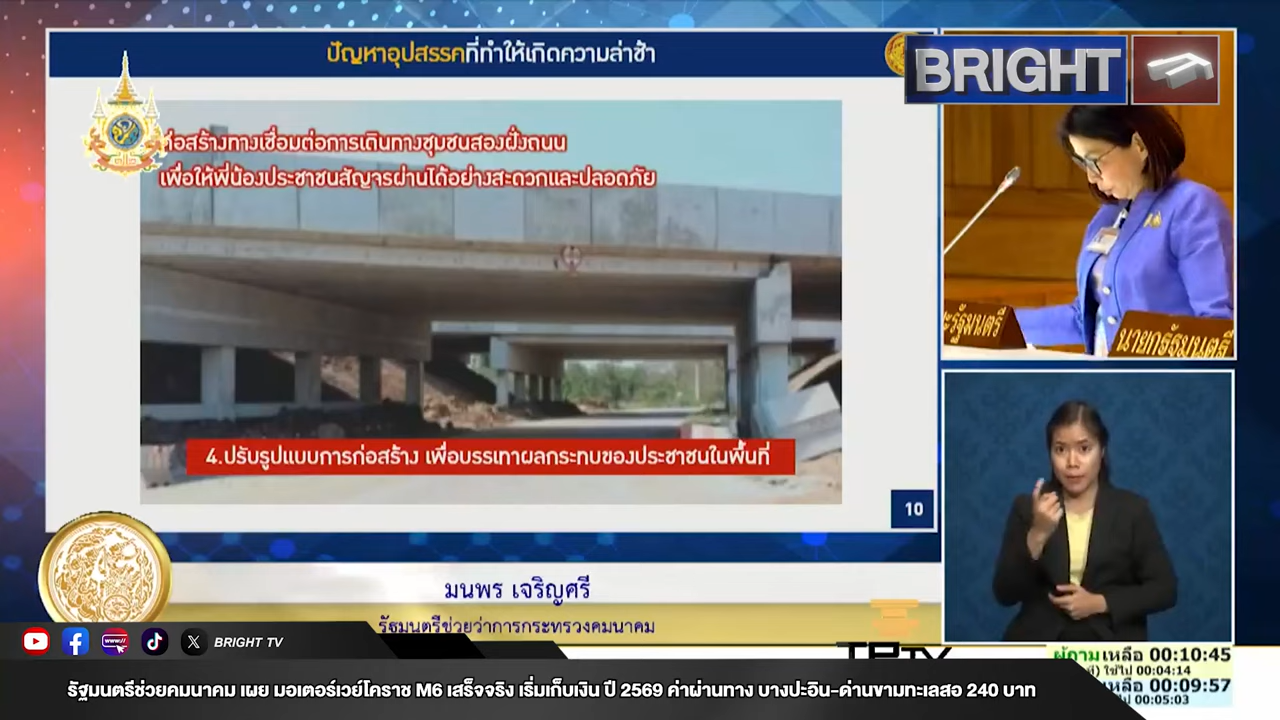 ปัญหาอุปสรรคที่ทำให้เกิดความล่าช้า
BRIGHT
ก่อสร้างทางเชื่อมต่อการเดินทางชุมชนสองฝั่งถนน
เพื่อให้พี่น้องประชาชนสัญจรผ่านได้อย่างสะดวกและปลอดภัย
4.ปรับรูปแบบการก่อสร้าง เพื่อบรรเทาผลกระทบของประชาชนในพื้นที่
10
นายกรัฐมนตรี
มนพร เจริญศรี
รัฐมนตรีช่วยว่าการกระทรวงคมนาคม
BRIGHT TV
ผู้ถาม เหลือ 00:10:45
ใช้ไป 00:04:14
เหลือ 00:09:57
00:05:03
รัฐมนตรีช่วยคมนาคม เผย มอเตอร์เวย์โคราช M6 เสร็จจริง เริ่มเก็บเงิน ปี 2569 ค่าผ่านทาง บางปะอิน-ด่านขามทะเลสอ 240 บาท